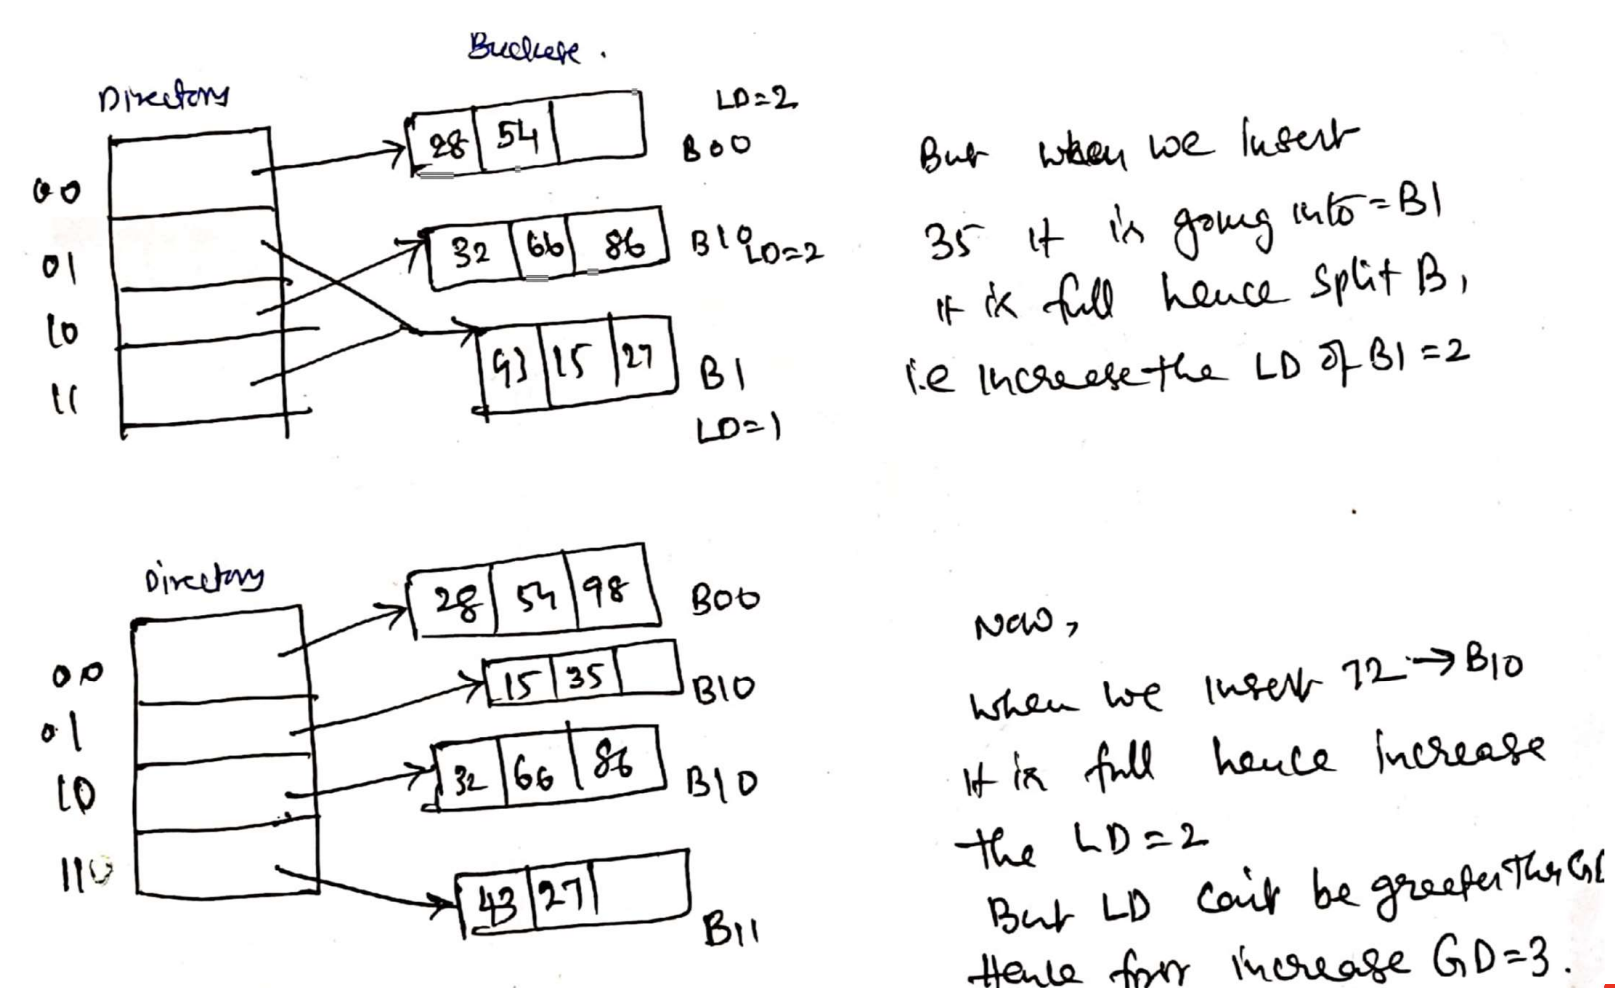 Buckets.
Directory
28 54
LD=2
B00
00
32 66 86
B10
LD=2
01
10
93 15 27
B1
LD=1
11
But when we Insert
35 it is going into = B1
it is full hence split B1
i.e increase the LD of B1 = 2
Directory
28 54 98
B00
00
15 35
B10
01
32 66 86
B10
10
110
43 27
B11
Now,
when we Insert 72 → B10
it is full hence increase
the LD = 2
But LD can't be greater than
Hence increase GD=3.